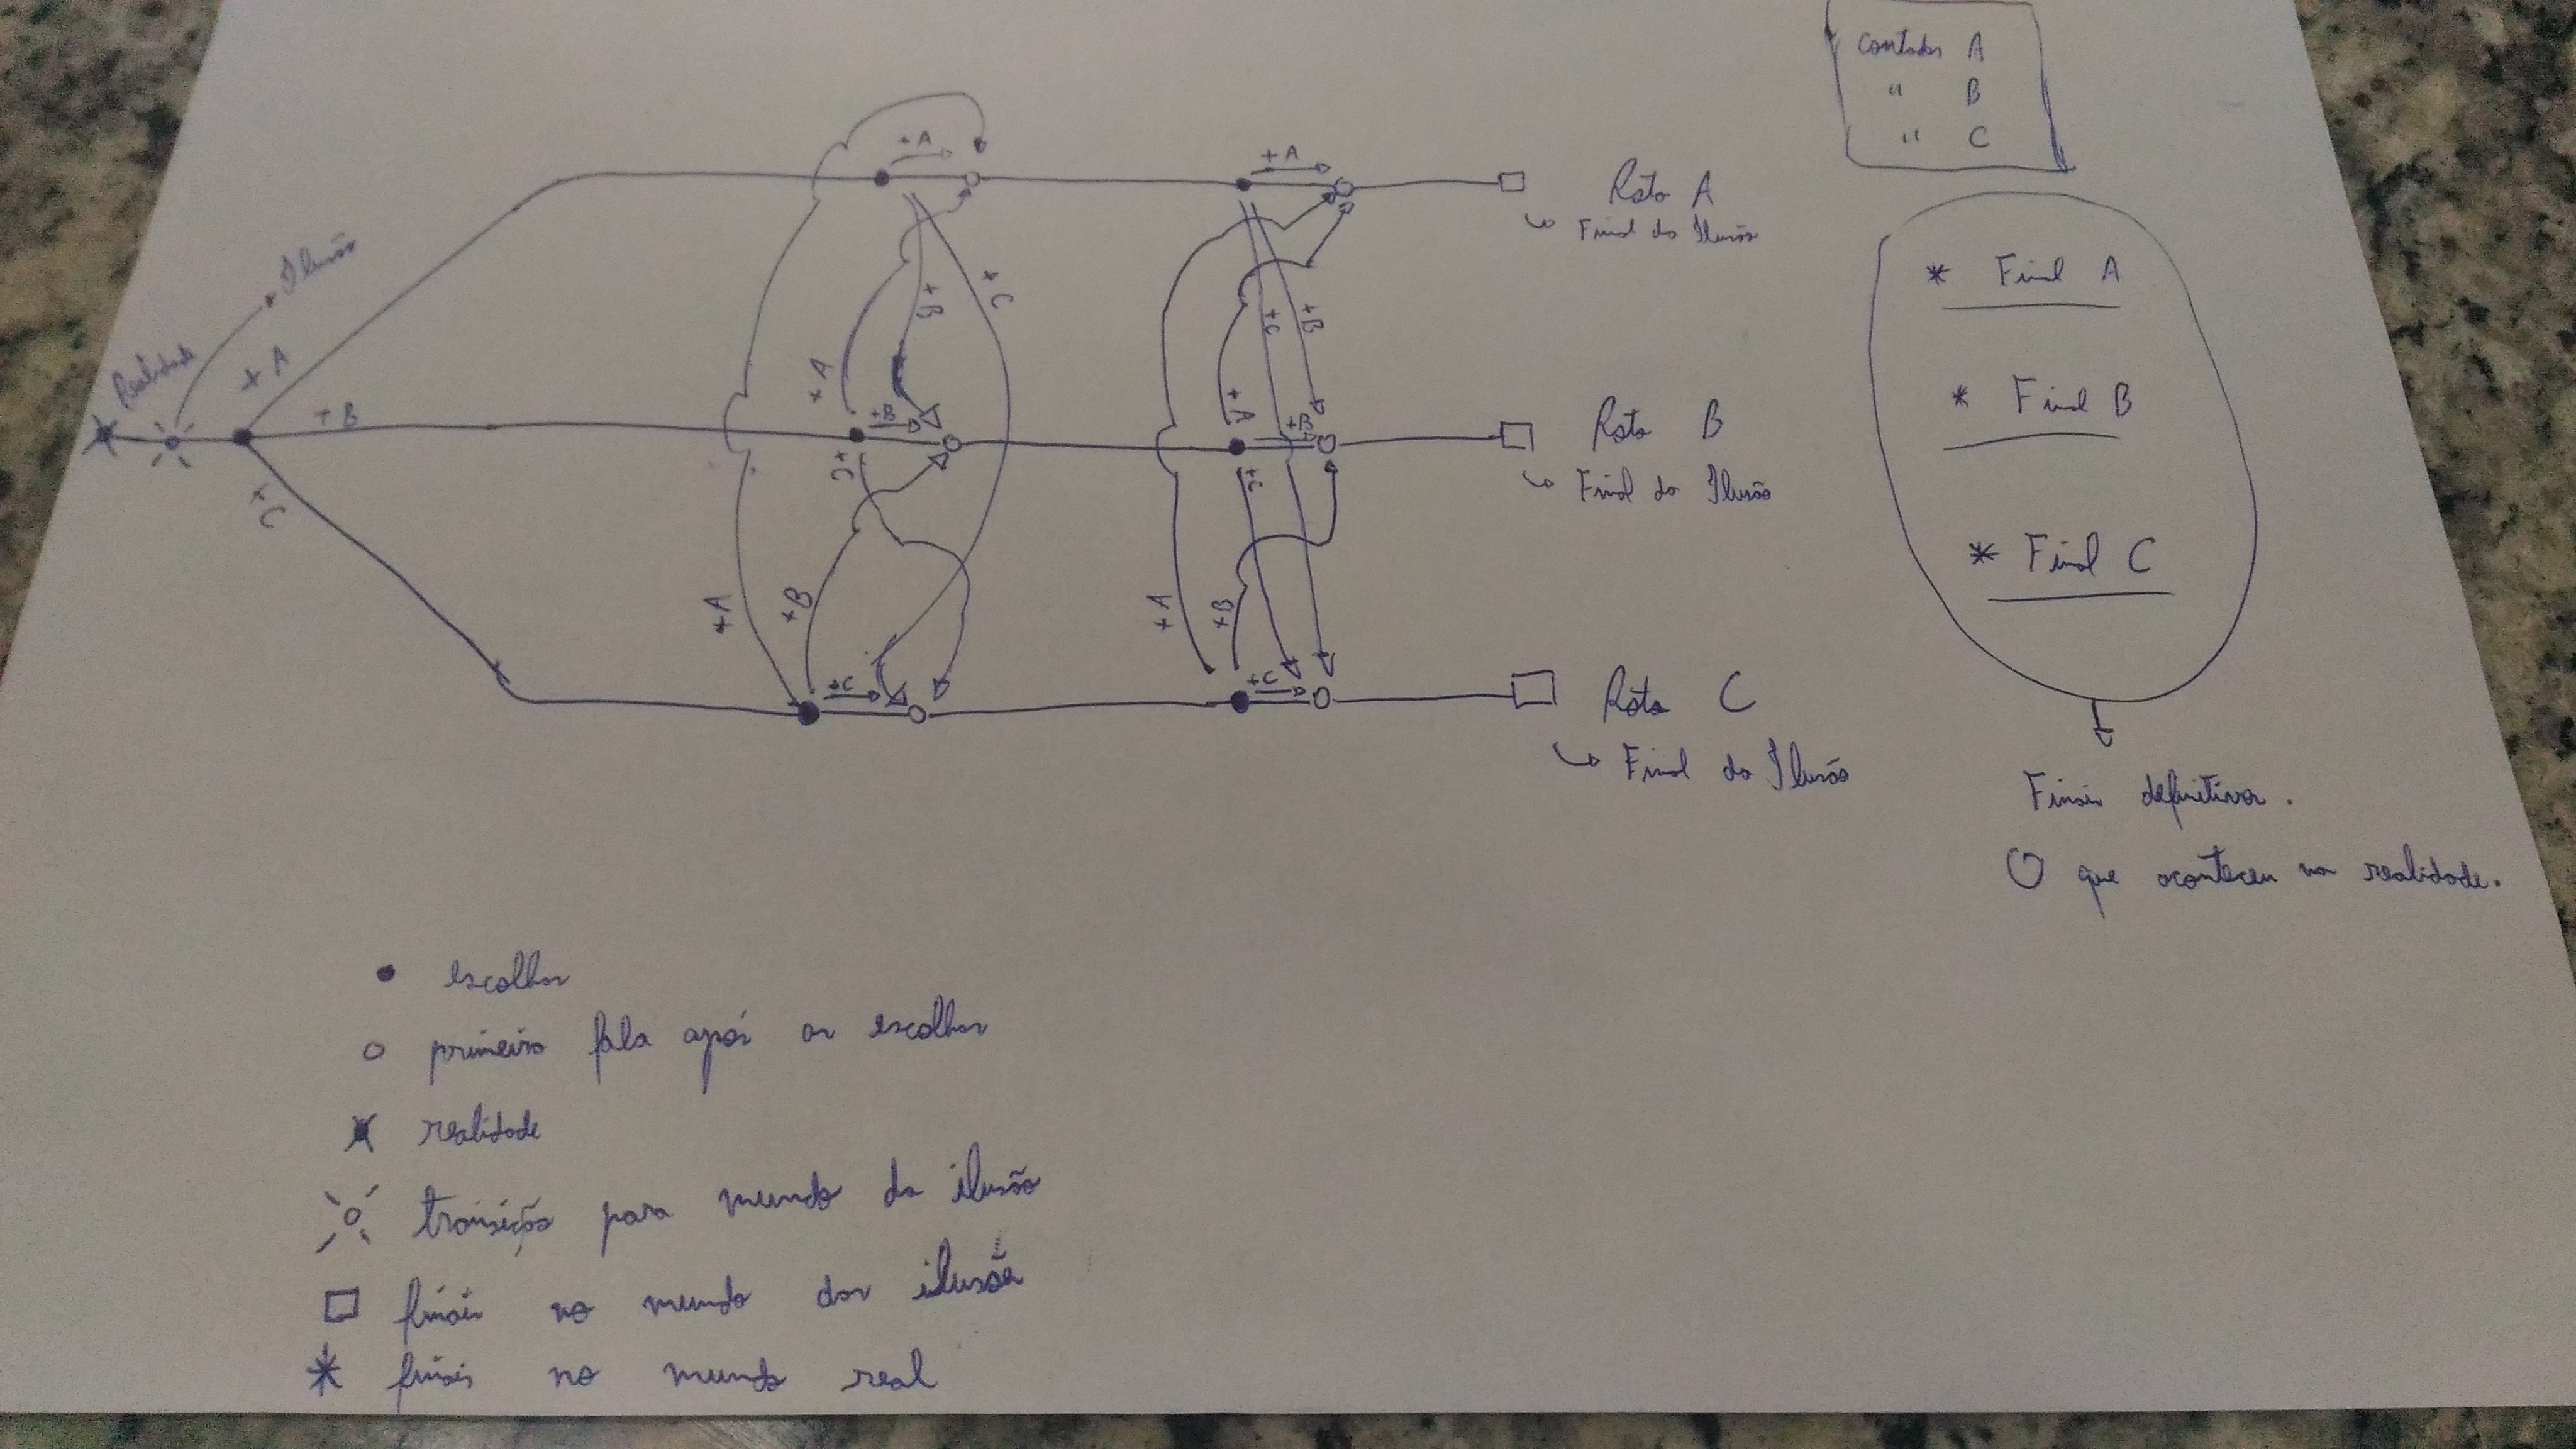 contador A
" B
" C
+A
+A
Rota A
Final da Ilusão
Ilusão
Realidade
+A
+B
+C
+B
+C
+C
+B
+A
+B
+C
+A
+B
+C
Rota B
Final da Ilusão
+A
+B
+C
+A
+B
+C
Rota C
Final da Ilusão
* Final A
* Final B
* Final C
Finais definitivos.
O que aconteceu na realidade.
escolhas
primeira fala após as escolhas
realidade
transição para mundo da ilusão
finais no mundo das ilusão
* finais no mundo real